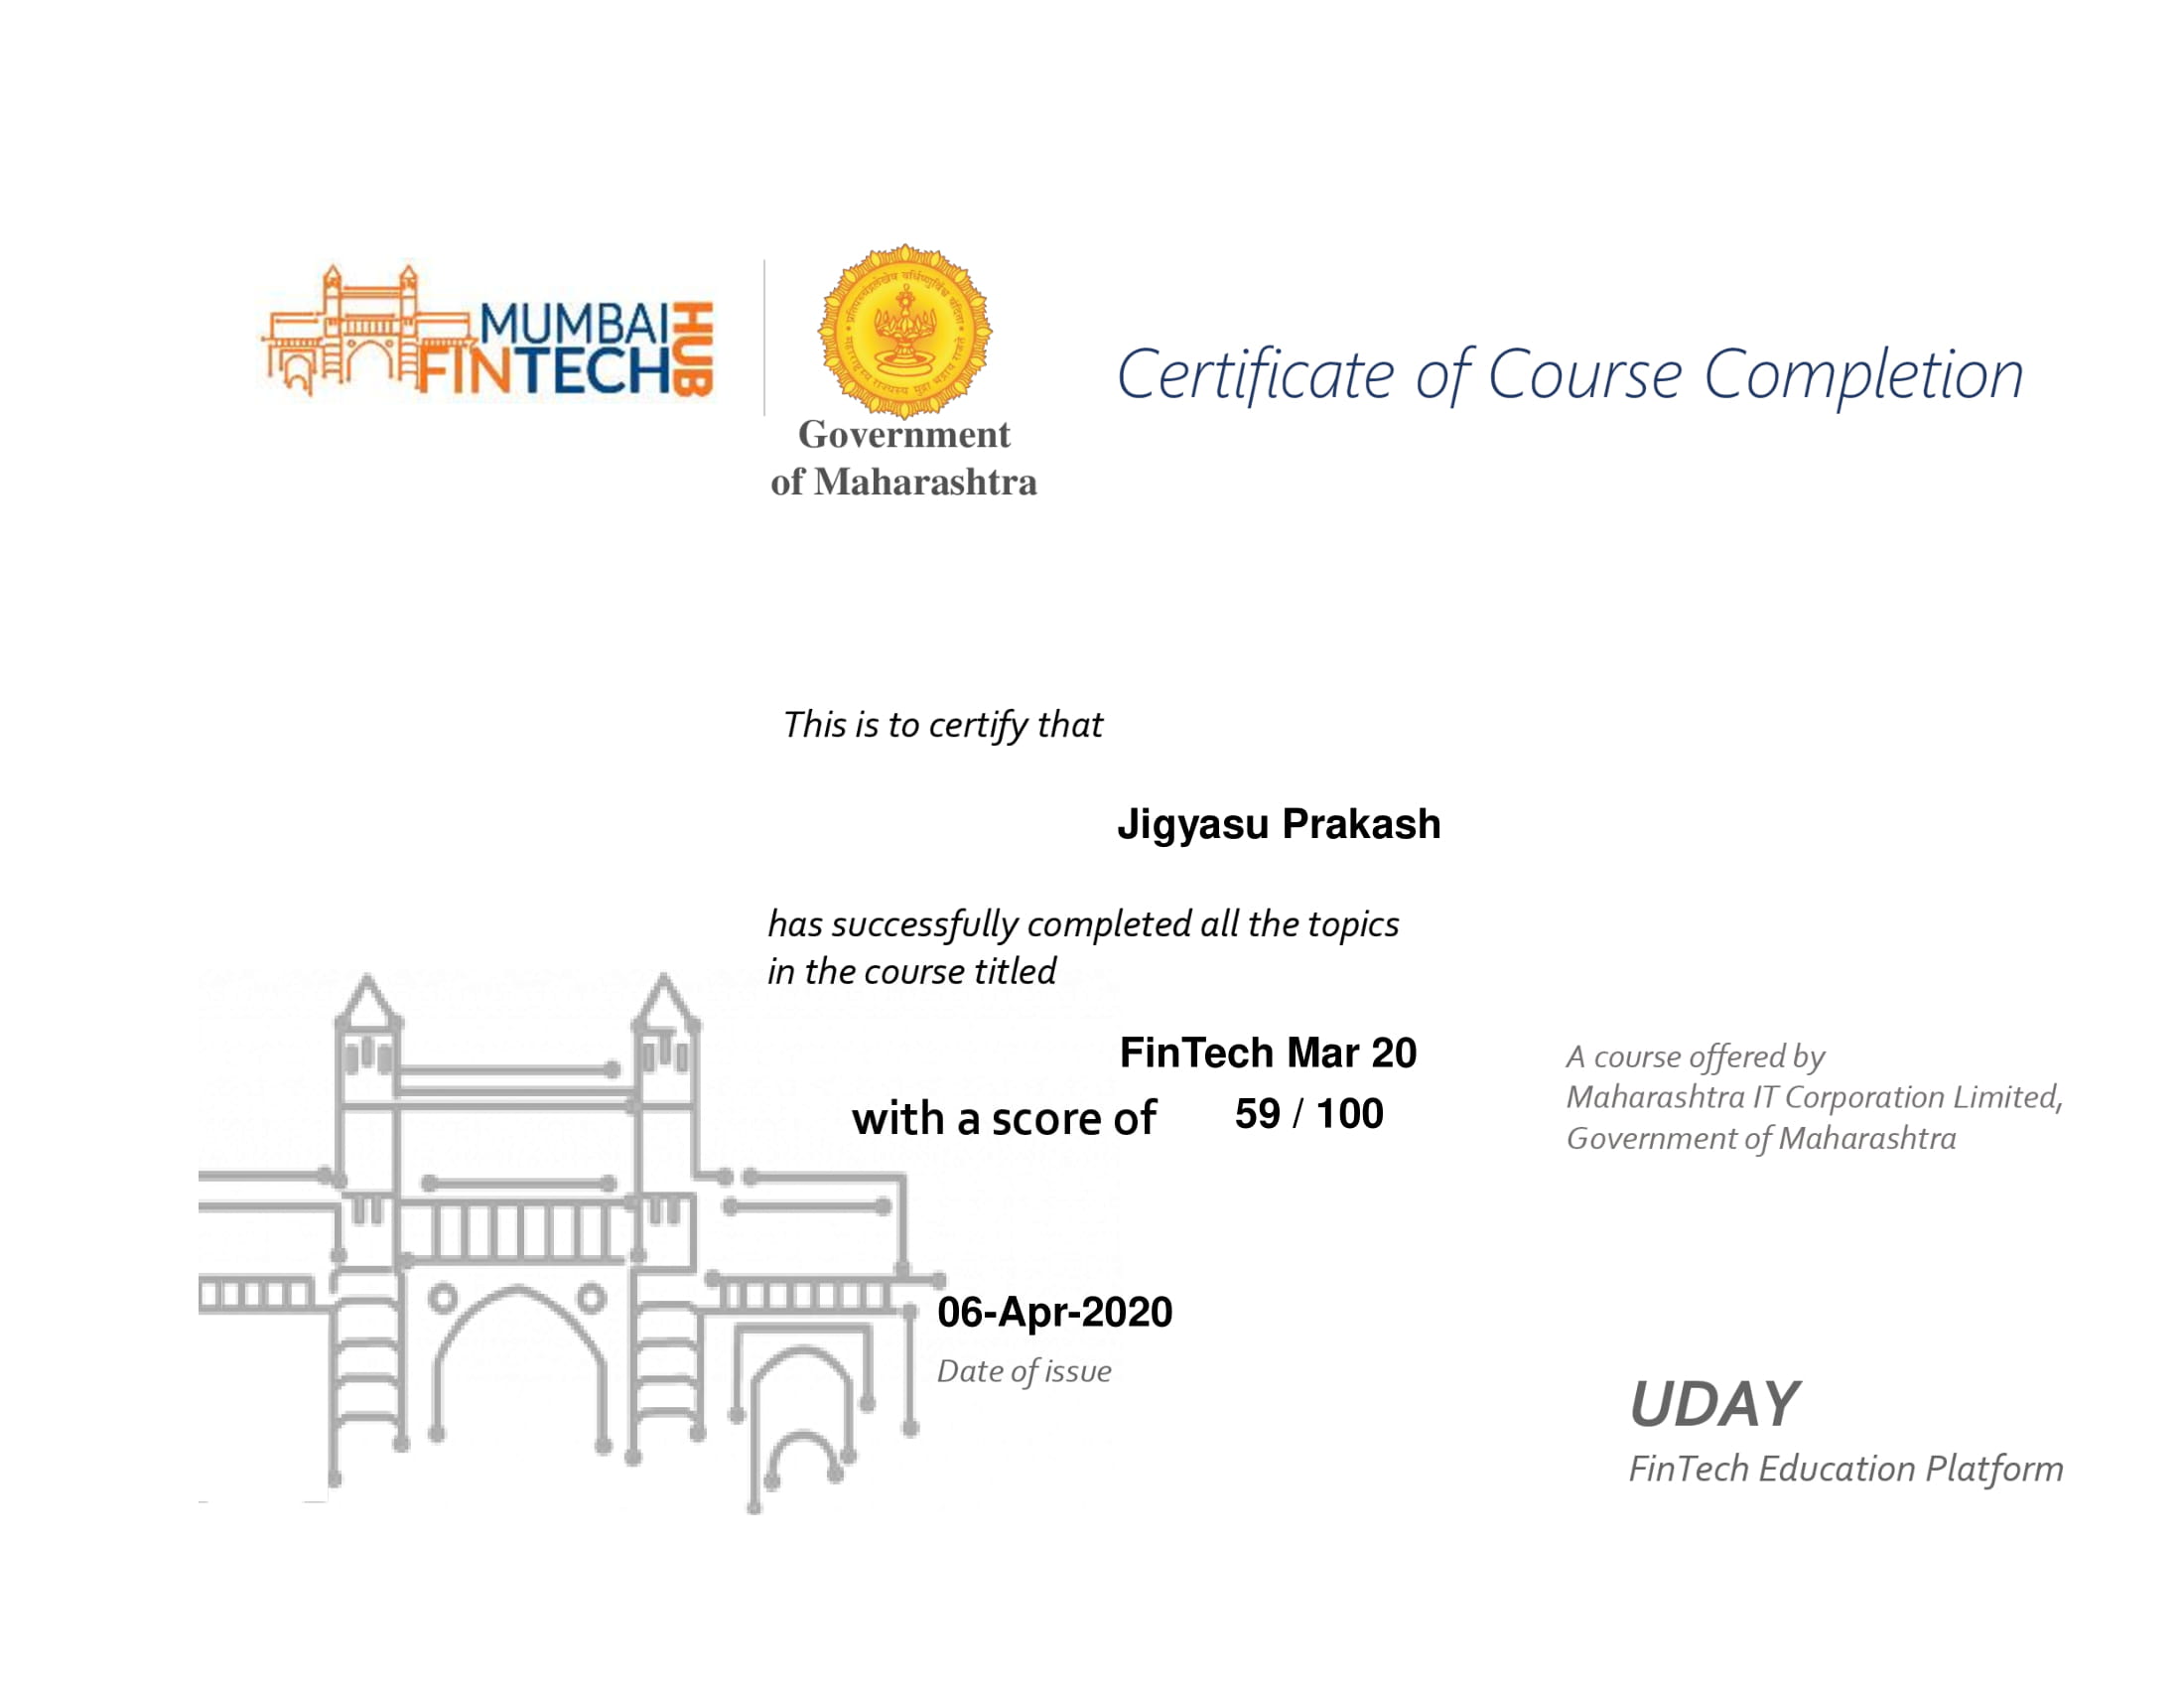 MUMBAI
FINTECH
HUB
Government
of Maharashtra
Certificate of Course Completion
This is to certify that
Jigyasu Prakash
has successfully completed all the topics
in the course titled
FinTech Mar 20
with a score of 59 / 100
A course offered by
Maharashtra IT Corporation Limited,
Government of Maharashtra
06-Apr-2020
Date of issue
UDAY
FinTech Education Platform